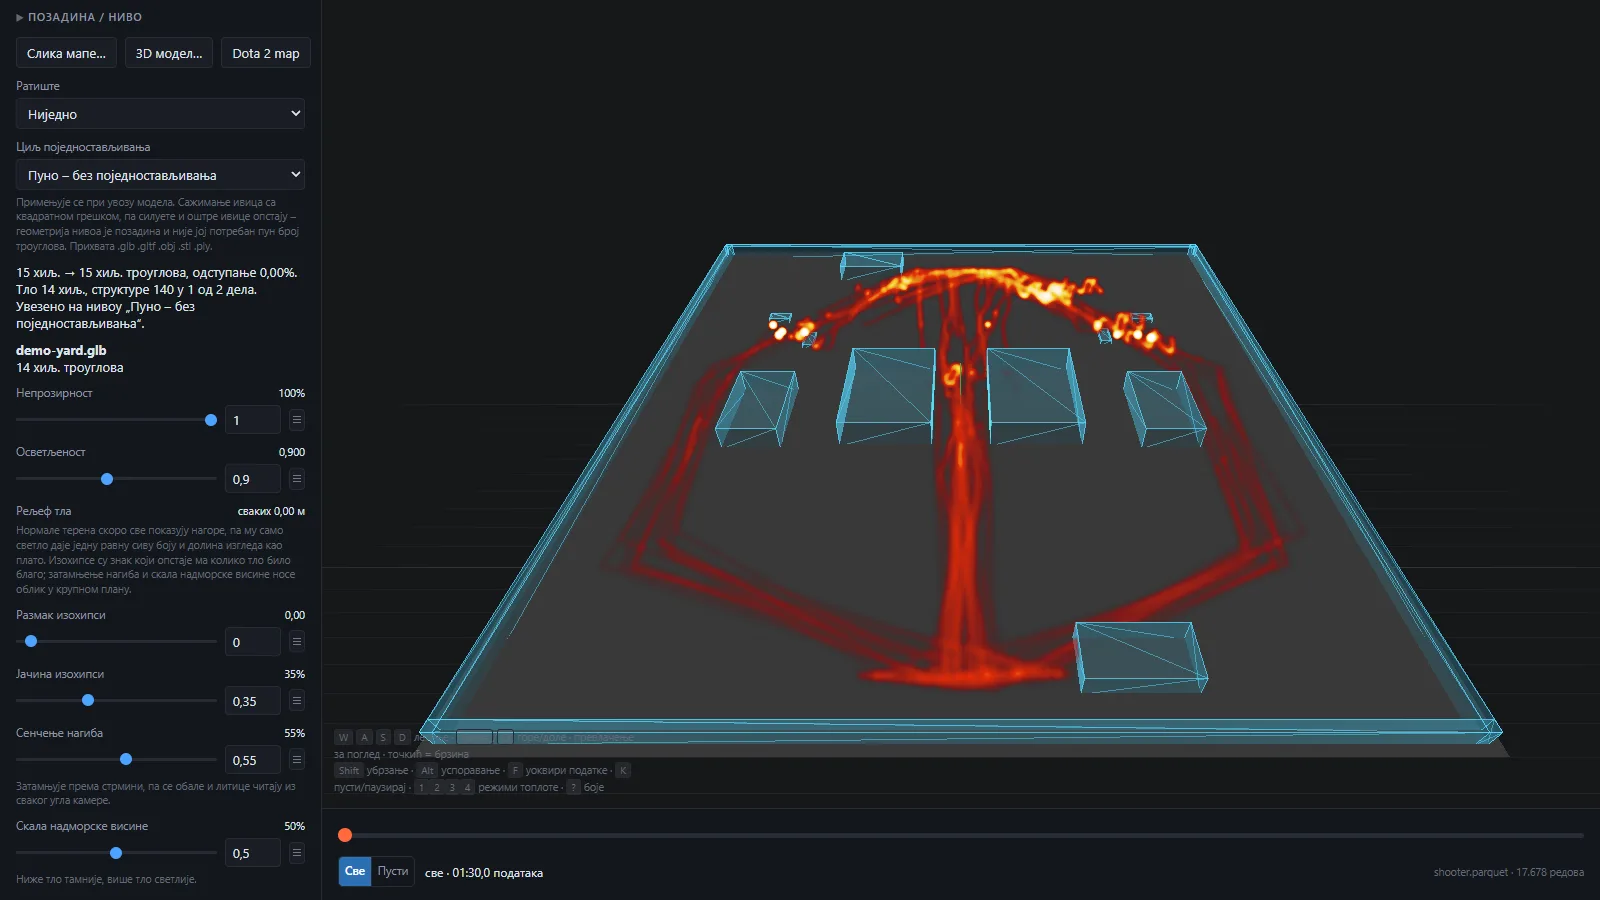 ▶ ПОЗАДИНА / НИВО
Слика мапе...
3D модел...
Dota 2 map
Ратиште
Ниједно
Циљ поједностављивања
Пуно – без поједностављивања
Примењује се при увозу модела. Сажимање ивица са
квадратном грешком, па силуете и оштре ивице опстају –
геометрија нивоа је позадина и није јој потребан пун број
троуглова. Прихвата .glb .gltf .obj .stl .ply.
15 хиљ. → 15 хиљ. троуглова, одступање 0,00%.
Тло 14 хиљ., структуре 140 у 1 од 2 дела.
Увезено на нивоу „Пуно – без
поједностављивања“.
demo-yard.glb
14 хиљ. троуглова
Непрозирност 100%
1
Осветљеност 0,900
0,9
Рељеф тла сваких 0,00 м
Нормале терена скоро све показују нагоре, па му само
светло даје једну равну сиву боју и долина изгледа као
плато. Изохипсе су знак који опстаје ма колико тло било
благо; затамњење нагиба и скала надморске висине носе
облик у крупном плану.
Размак изохипси 0,00
0
Јачина изохипси 35%
0,35
Сенчење нагиба 55%
0,55
Затамњује према стрмини, па се обале и литице читају из
сваког угла камере.
Скала надморске висине 50%
0,5
Ниже тло тамније, више тло светлије.
W A S D горе/доле · превлачење
за поглед · точкић = брзина
Shift убрзање · Alt успоравање · F уоквири податке · K
пусти/паузирај · 1 2 3 4 режими топлоте · ? боје
Све Пусти све · 01:30,0 података
shooter.parquet · 17.678 редова